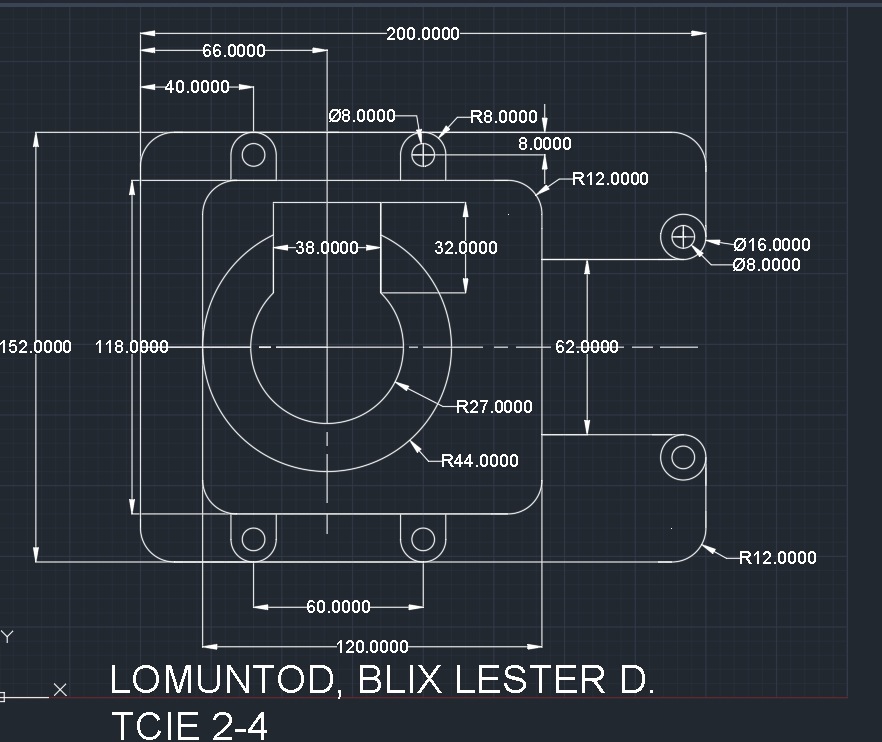 200.0000
66.0000
40.0000
Ø8.0000
R8.0000
8.0000
R12.0000
38.0000
32.0000
Ø16.0000
Ø8.0000
152.0000
118.0000
62.0000
R27.0000
R44.0000
R12.0000
60.0000
120.0000
Y
X
LOMUNTOD, BLIX LESTER D.
TCIE 2-4